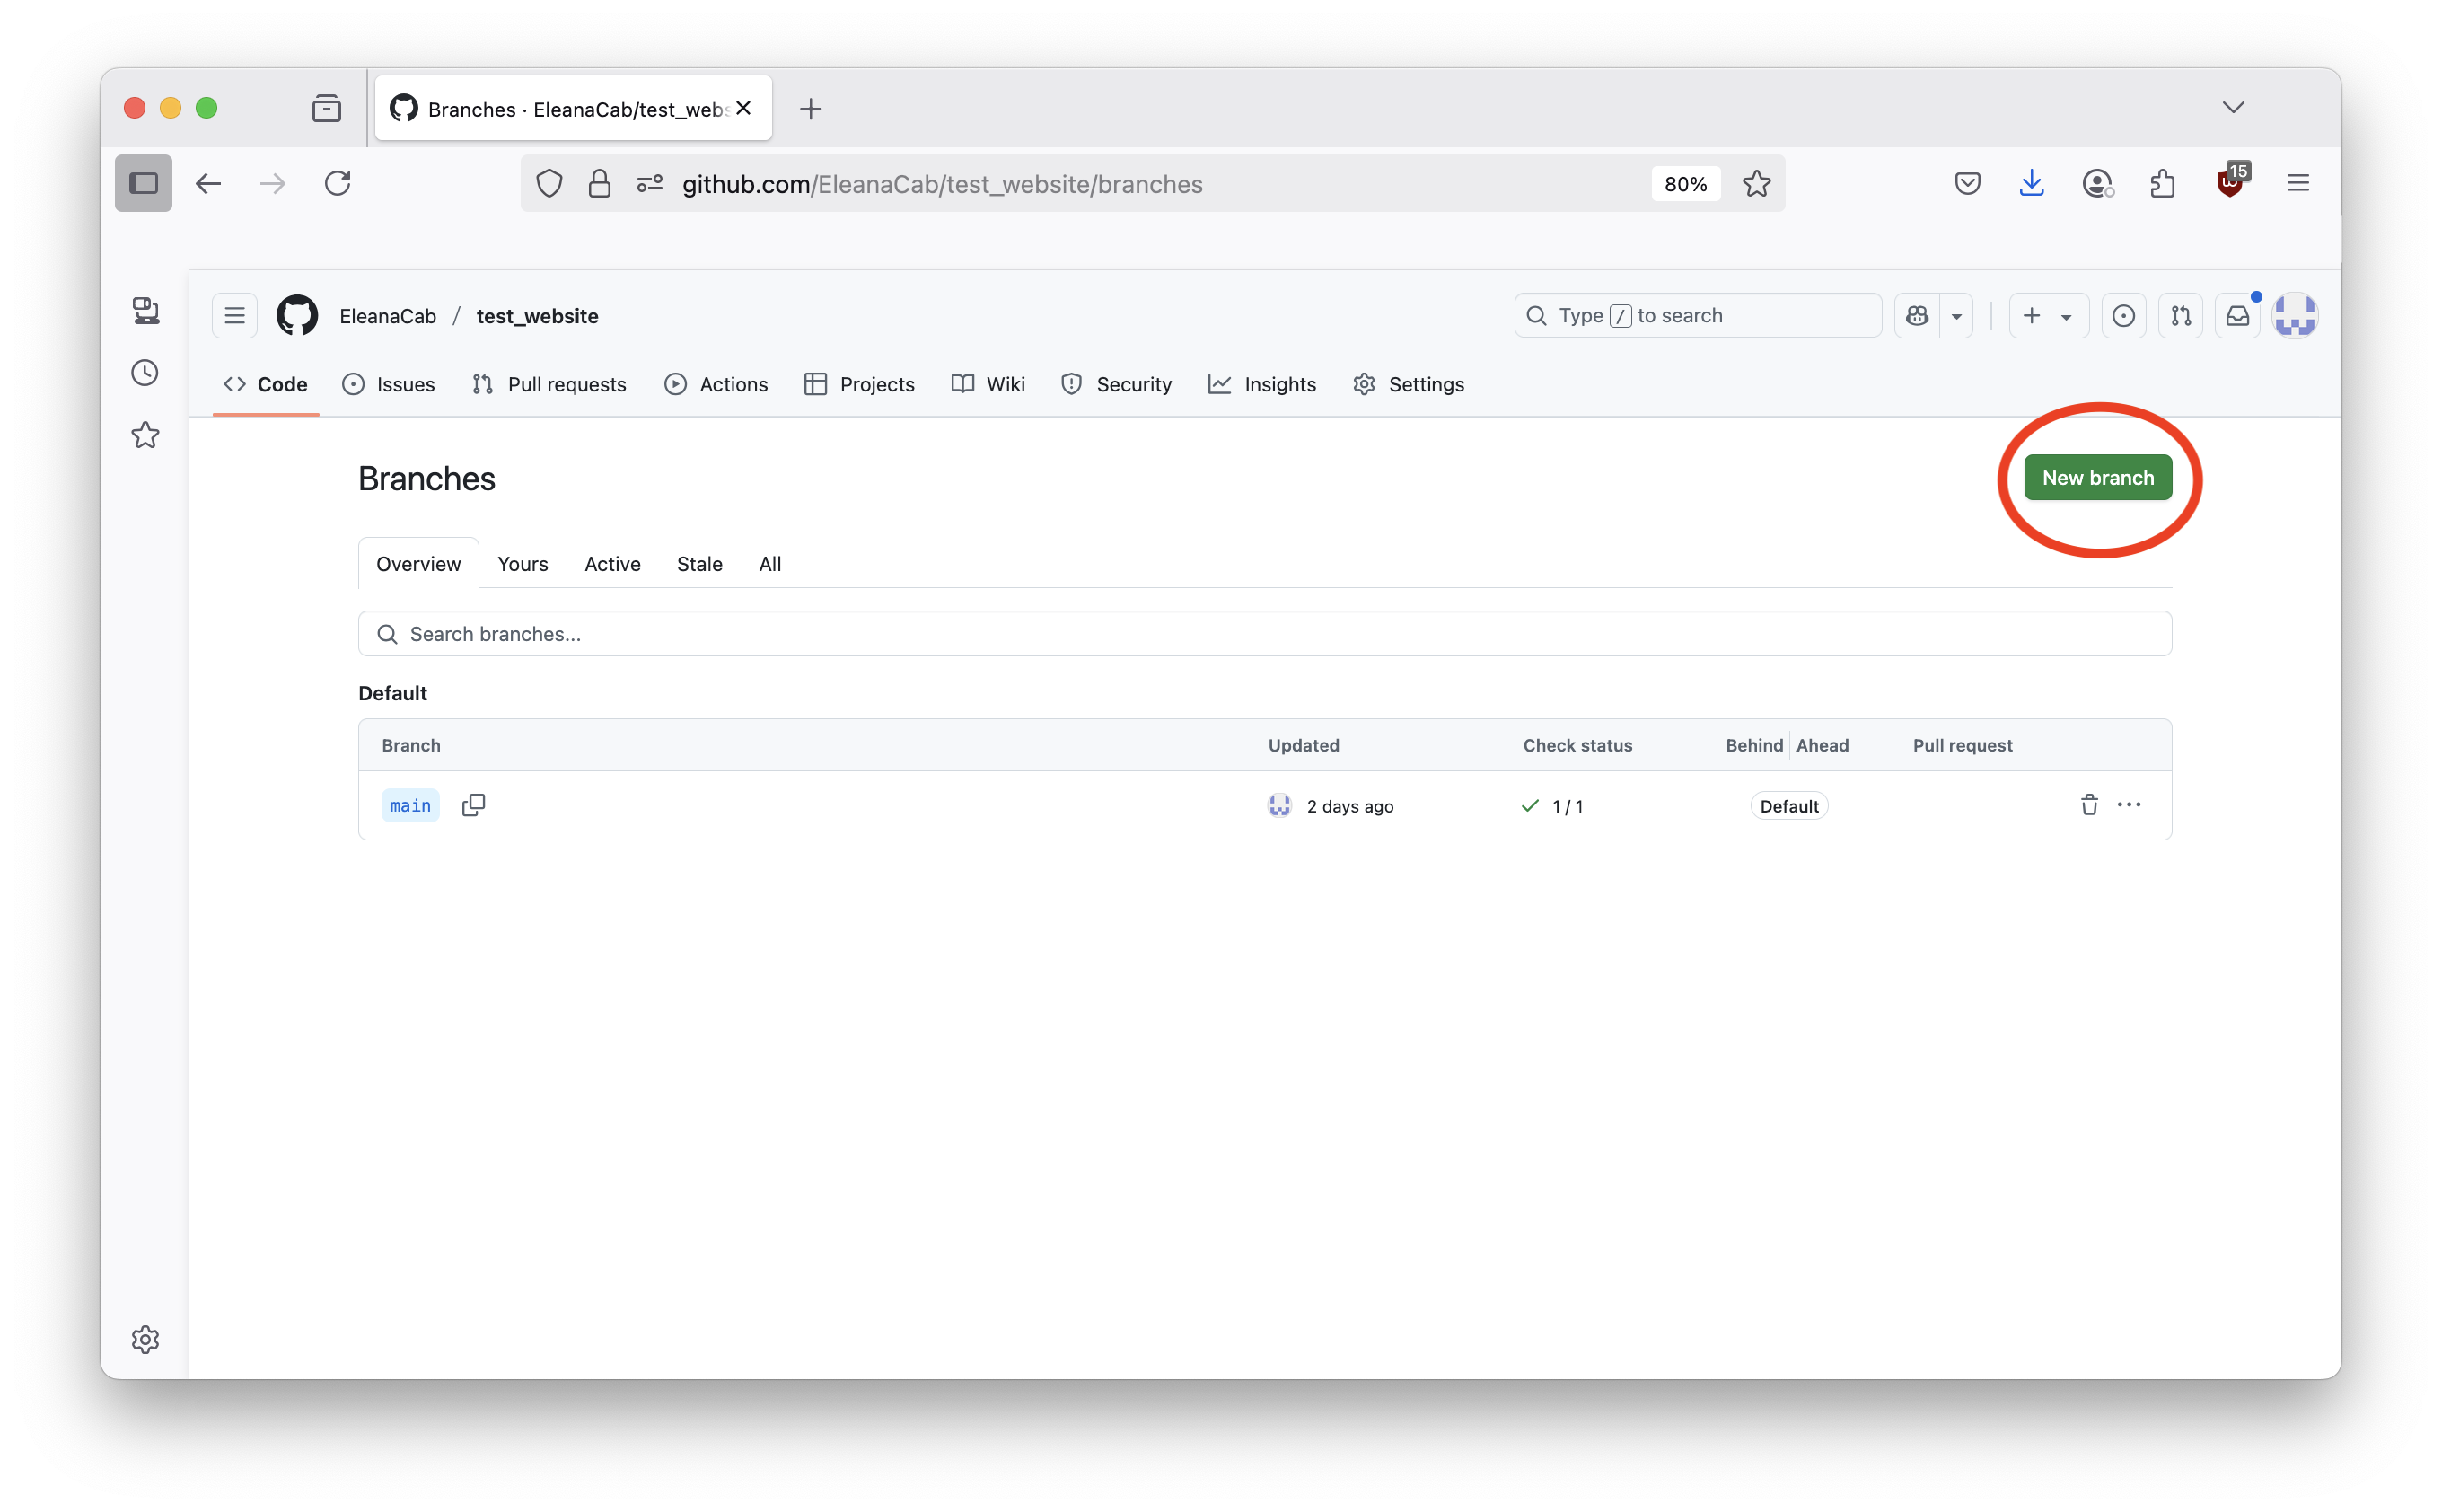 Branches · EleanaCab/test_webs
github.com/EleanaCab/test_website/branches
80%
15
EleanaCab / test_website
Type / to search
Code Issues Pull requests Actions Projects Wiki Security Insights Settings
Branches
New branch
Overview Yours Active Stale All
Search branches...
Default
Branch Updated Check status Behind Ahead Pull request
main 2 days ago 1 / 1 Default